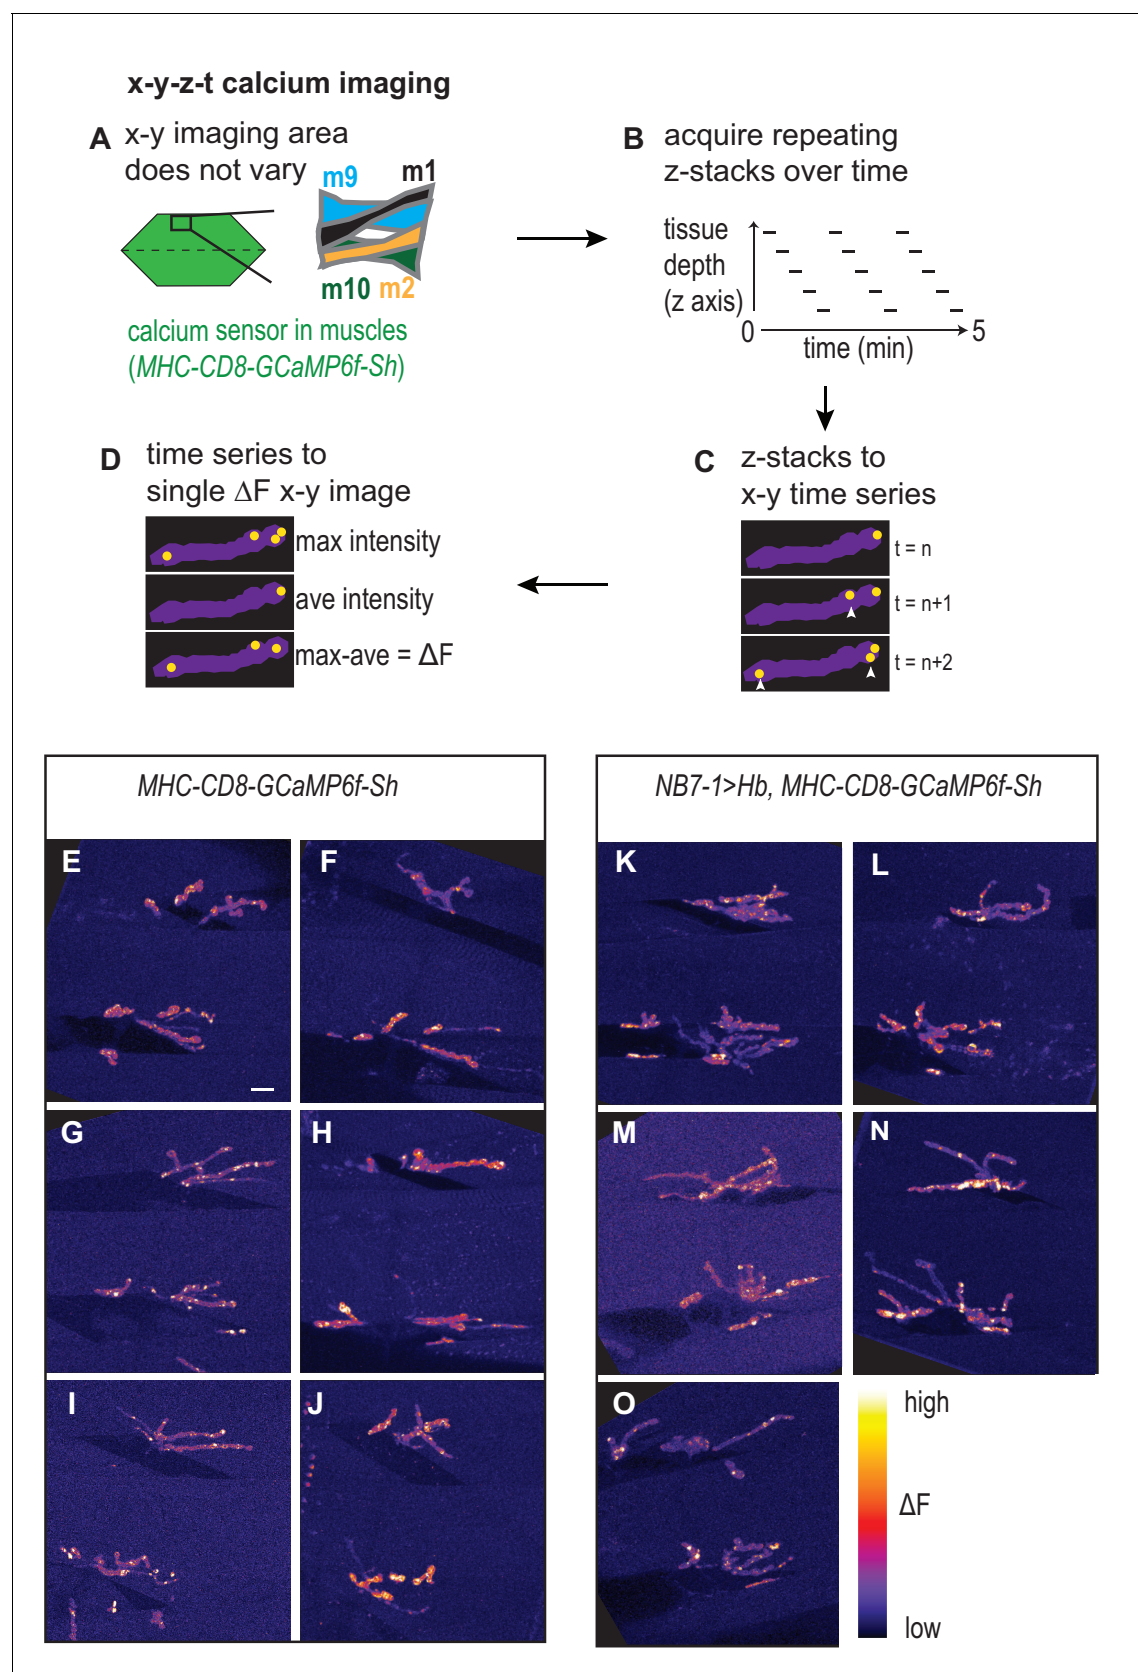 x-y-z-t calcium imaging
A x-y imaging area
does not vary
m9
m1
m10
m2
calcium sensor in muscles
(MHC-CD8-GCaMP6f-Sh)
B acquire repeating
z-stacks over time
tissue
depth
(z axis)
0
5
time (min)
D time series to
single ΔF x-y image
max intensity
ave intensity
max-ave = ΔF
C z-stacks to
x-y time series
t = n
t = n+1
t = n+2
MHC-CD8-GCaMP6f-Sh
NB7-1>Hb, MHC-CD8-GCaMP6f-Sh
E
F
K
L
G
H
M
N
I
J
O
high
ΔF
low